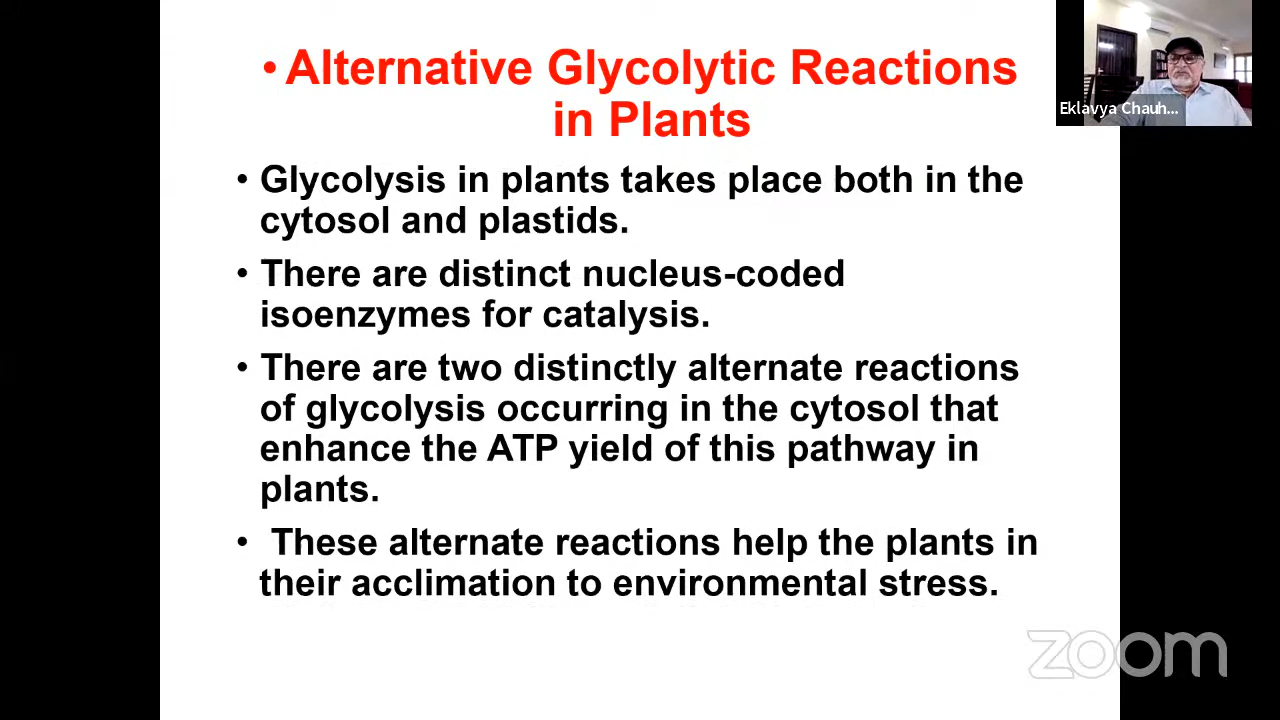 • Alternative Glycolytic Reactions
in Plants
• Glycolysis in plants takes place both in the
cytosol and plastids.
• There are distinct nucleus-coded
isoenzymes for catalysis.
• There are two distinctly alternate reactions
of glycolysis occurring in the cytosol that
enhance the ATP yield of this pathway in
plants.
• These alternate reactions help the plants in
their acclimation to environmental stress.
Eklavya Chauh...
zoom